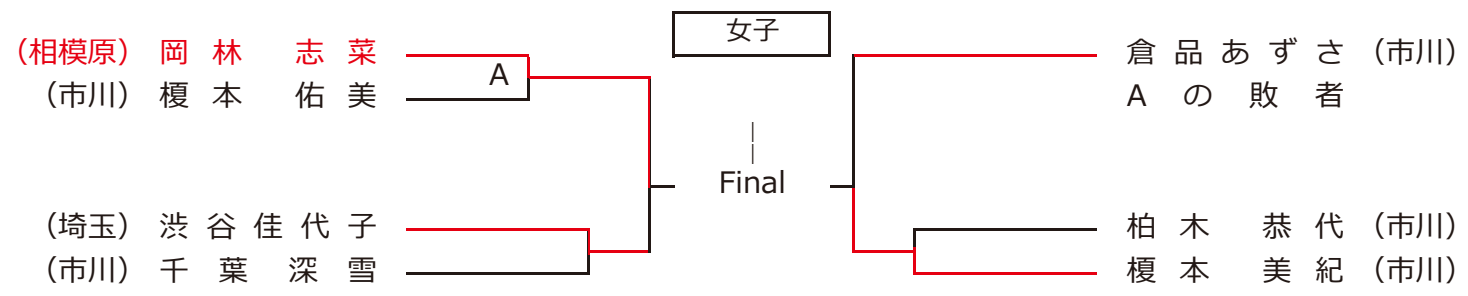 女子
(相模原) 岡林 志菜
(市川) 榎本 佑美
A
(埼玉) 渋谷佳代子
(市川) 千葉深雪
Final
倉品あずさ (市川)
Aの敗者
柏木 恭代 (市川)
榎本 美紀 (市川)